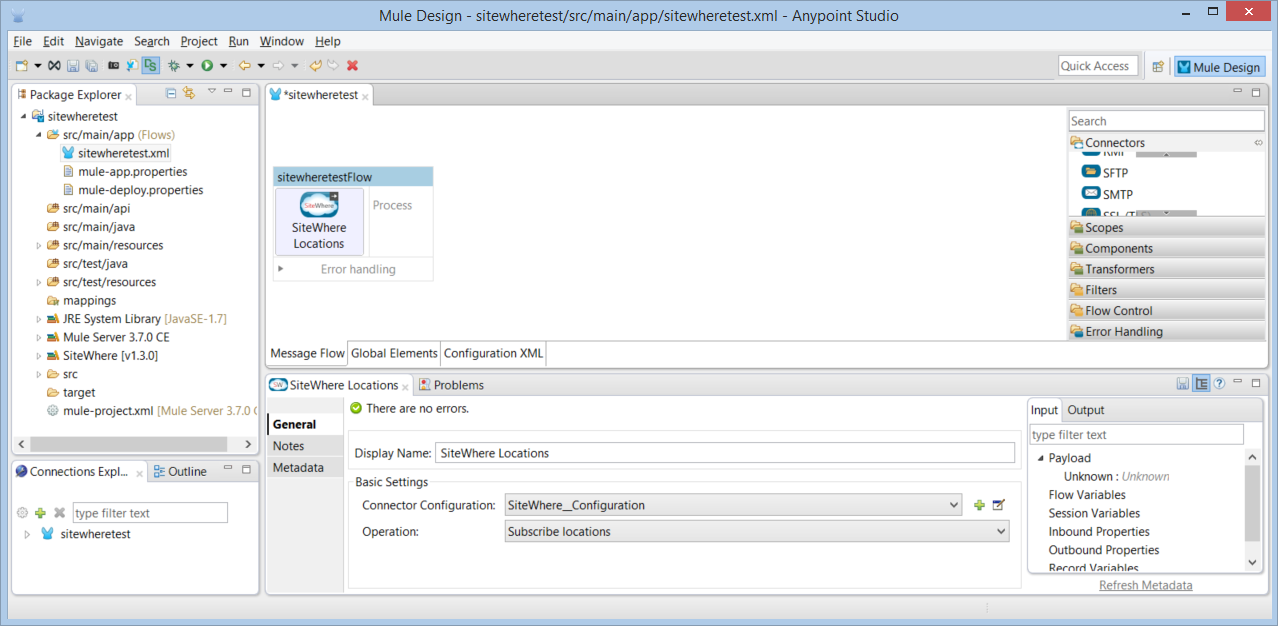 Mule Design - sitewheretest/src/main/app/sitewheretest.xml - Anypoint Studio
File Edit Navigate Search Project Run Window Help
Quick Access
Mule Design
Package Explorer
sitewheretest
src/main/app (Flows)
sitewheretest.xml
mule-app.properties
mule-deploy.properties
src/main/api
src/main/java
src/main/resources
src/test/java
src/test/resources
mappings
JRE System Library [JavaSE-1.7]
Mule Server 3.7.0 CE
SiteWhere [v1.3.0]
src
target
mule-project.xml [Mule Server 3.7.0
Connections Expl...
Outline
type filter text
sitewheretest
*sitewheretest
sitewheretestFlow
SiteWhere
SiteWhere
Locations
Process
Error handling
Search
Connectors
SFTP
SMTP
Scopes
Components
Transformers
Filters
Flow Control
Error Handling
Message Flow
Global Elements
Configuration XML
SW
SiteWhere Locations
Problems
There are no errors.
General
Notes
Metadata
Display Name: SiteWhere Locations
Basic Settings
Connector Configuration: SiteWhere__Configuration
Operation: Subscribe locations
Input
Output
type filter text
Payload
Unknown : Unknown
Flow Variables
Session Variables
Inbound Properties
Outbound Properties
Record Variables
Refresh Metadata